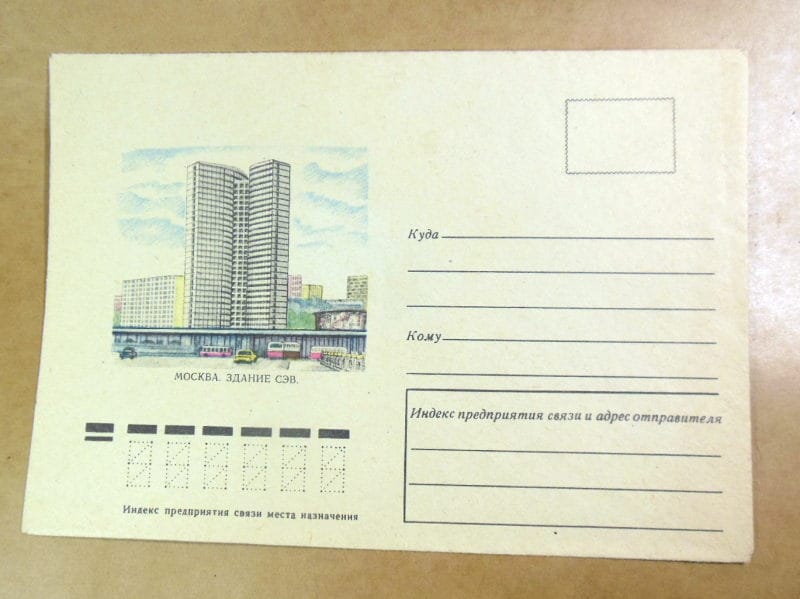 МОСКВА. ЗДАНИЕ СЭВ.
Куда
Кому
Индекс предприятия связи и адрес отправителя
Индекс предприятия связи места назначения